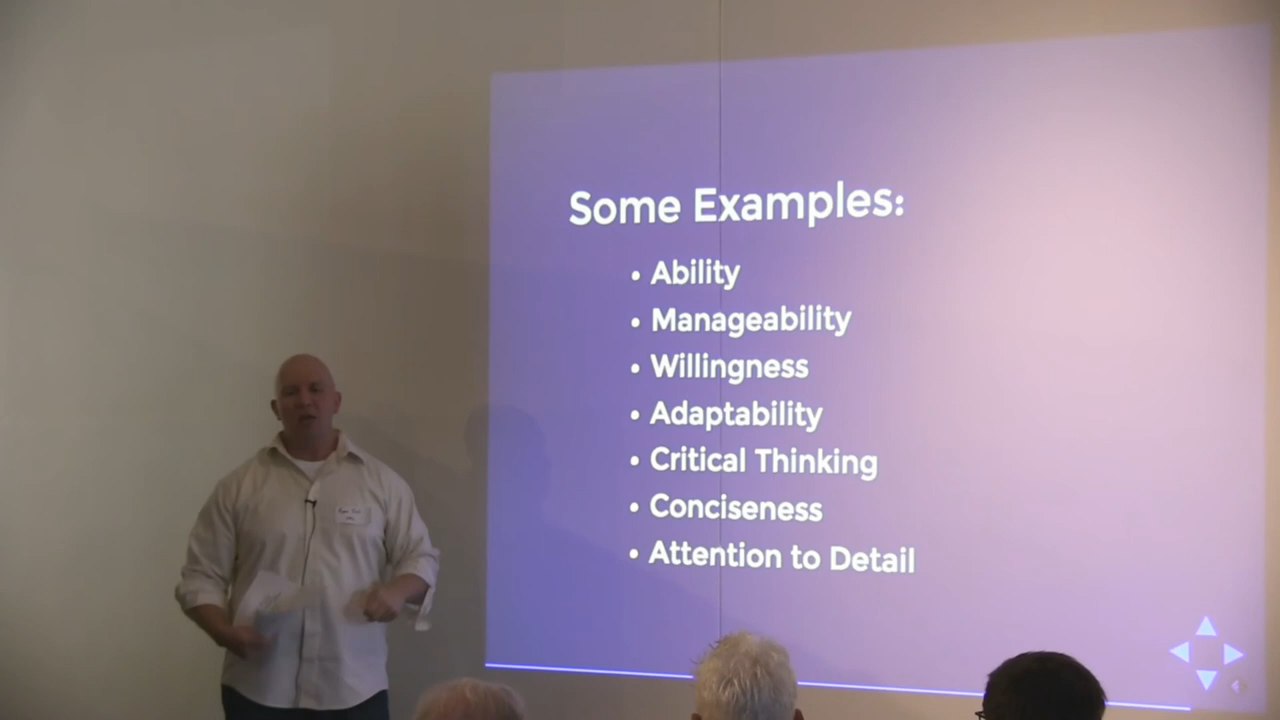 Some Examples:
• Ability
• Manageability
• Willingness
• Adaptability
• Critical Thinking
• Conciseness
• Attention to Detail